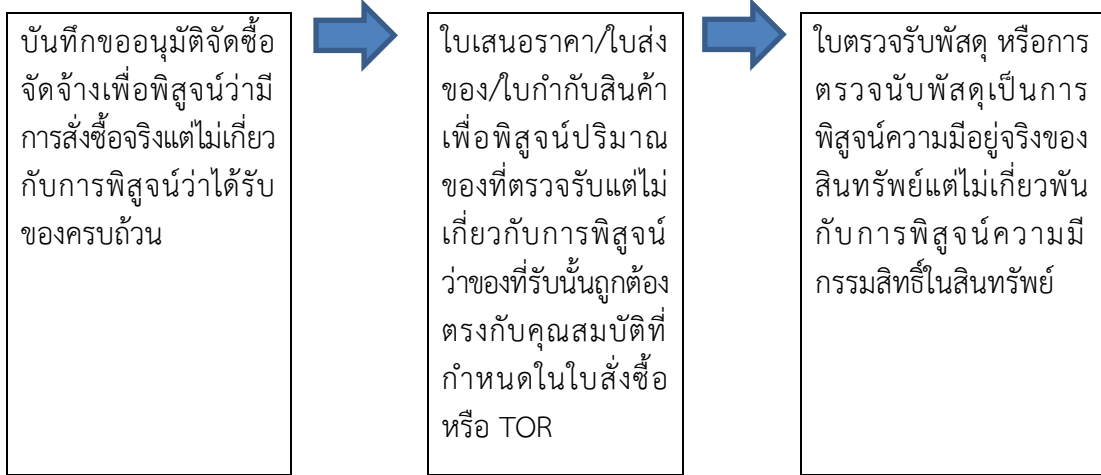 บันทึกขออนุมัติจัดซื้อ
จัดจ้างเพื่อพิสูจน์ว่ามี
การสั่งซื้อจริงแต่ไม่เกี่ยว
กับการพิสูจน์ว่าได้รับ
ของครบถ้วน
ใบเสนอราคา/ใบส่ง
ของ/ใบกำกับสินค้า
เพื่อพิสูจน์ปริมาณ
ของที่ตรวจรับแต่ไม่
เกี่ยวกับการพิสูจน์
ว่าของที่รับนั้นถูกต้อง
ตรงกับคุณสมบัติที่
กำหนดในใบสั่งซื้อ
หรือ TOR
ใบตรวจรับพัสดุ หรือการ
ตรวจนับพัสดุเป็นการ
พิสูจน์ความมีอยู่จริงของ
สินทรัพย์แต่ไม่เกี่ยวพัน
กับการพิสูจน์ความมี
กรรมสิทธิ์ในสินทรัพย์